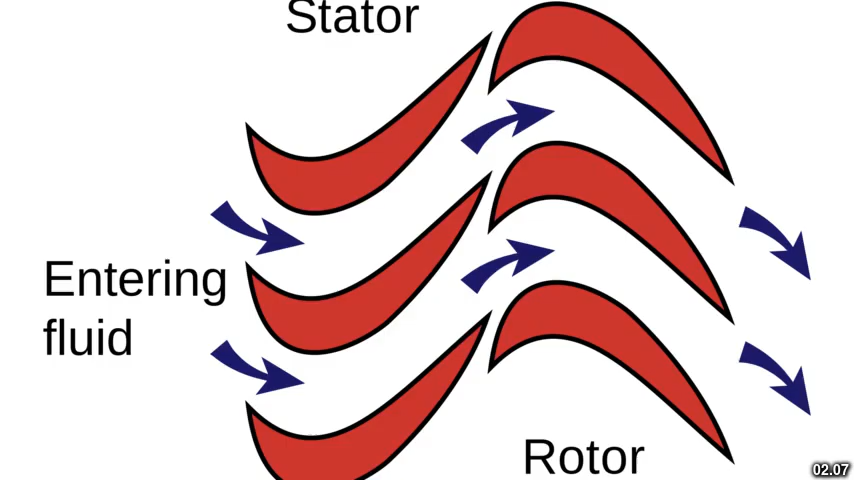 Stator
Entering
fluid
Rotor
02.07